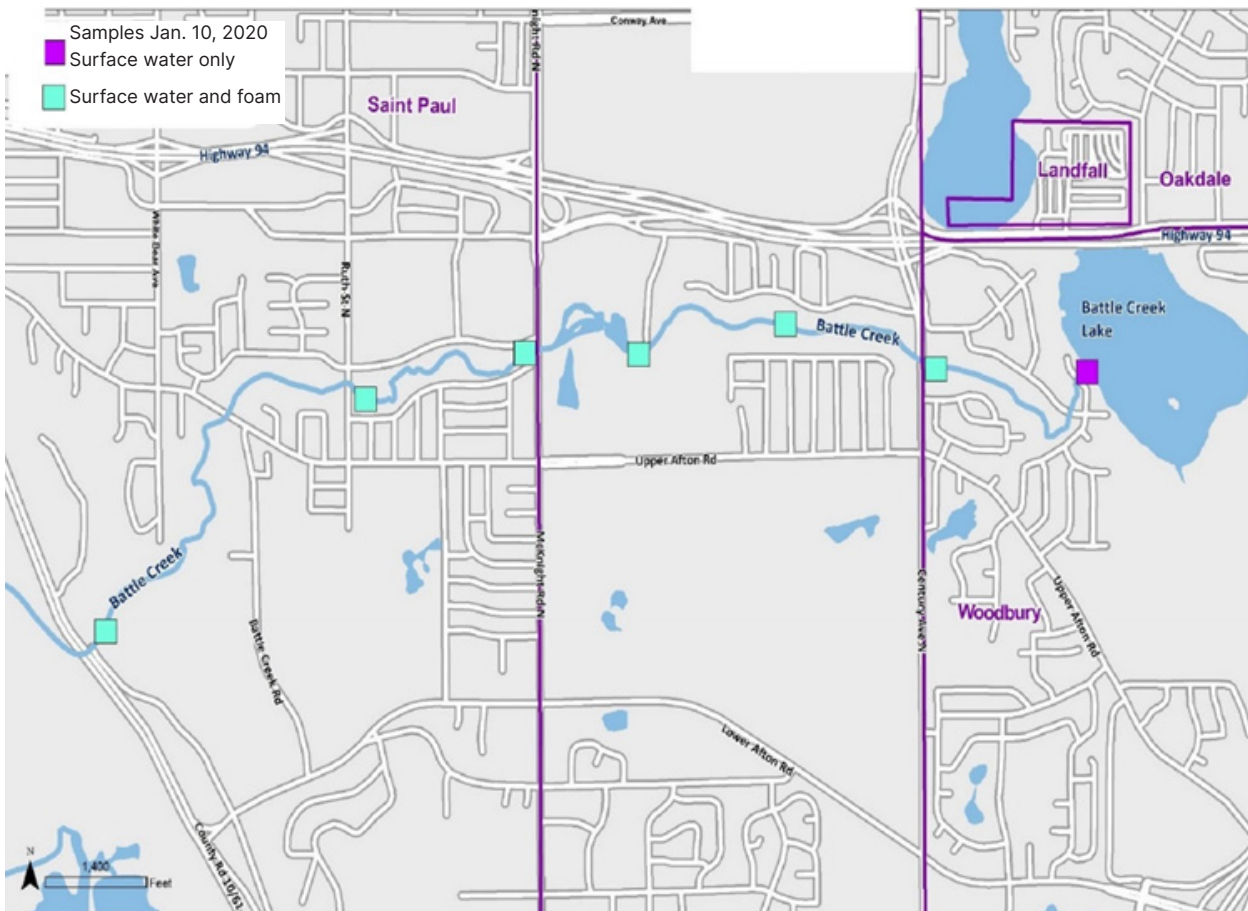 Samples Jan. 10, 2020
Surface water only
Surface water and foam
Conway Ave
Saint Paul
Highway 94
Landfall
Oakdale
Highway 94
White Bear Ave
Ruth St N
Battle Creek
Lake
Battle Creek
Upper Afton Rd
McKnight Rd N
Century Ave N
Battle Creek
Woodbury
Upper Afton Rd
Battle Creek Rd
Lower Afton Rd
County Rd 10/61
N
1,400
Feet